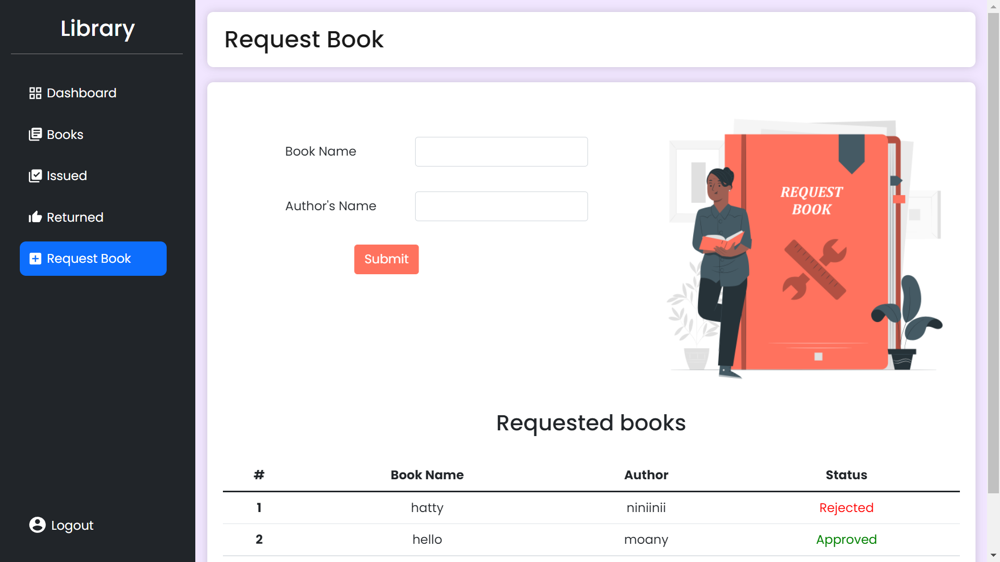 Library
Dashboard
Books
Issued
Returned
Request Book
Logout
Request Book
Book Name
Author's Name
Submit
REQUEST
BOOK
Requested books
# Book Name Author Status
1 hatty niniinii Rejected
2 hello moany Approved